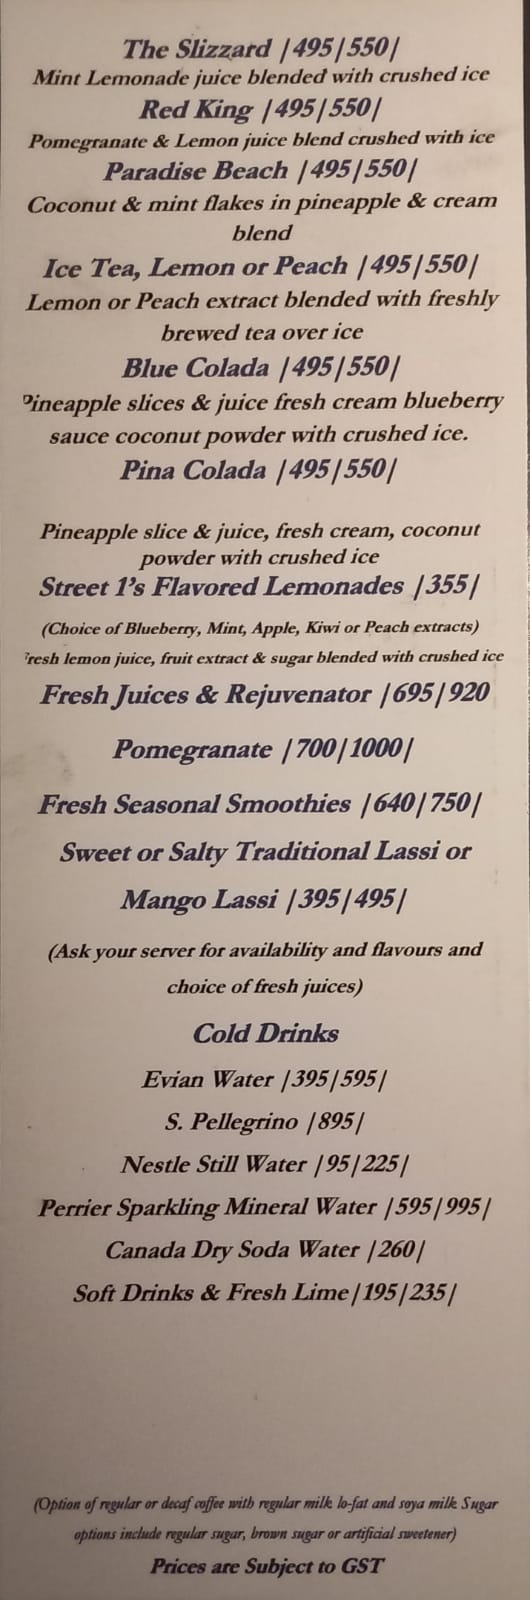 The Slizzard |495|550|
Mint Lemonade juice blended with crushed ice
Red King |495|550|
Pomegranate & Lemon juice blend crushed with ice
Paradise Beach |495|550|
Coconut & mint flakes in pineapple & cream
blend
Ice Tea, Lemon or Peach |495|550|
Lemon or Peach extract blended with freshly
brewed tea over ice
Blue Colada |495|550|
Pineapple slices & juice fresh cream blueberry
sauce coconut powder with crushed ice.
Pina Colada |495|550|
Pineapple slice & juice, fresh cream, coconut
powder with crushed ice
Street 1's Flavored Lemonades |355|
(Choice of Blueberry, Mint, Apple, Kiwi or Peach extracts)
Fresh lemon juice, fruit extract & sugar blended with crushed ice
Fresh Juices & Rejuvenator |695|920
Pomegranate |700|1000|
Fresh Seasonal Smoothies |640|750|
Sweet or Salty Traditional Lassi or
Mango Lassi |395|495|
(Ask your server for availability and flavours and
choice of fresh juices)
Cold Drinks
Evian Water |395|595|
S. Pellegrino |895|
Nestle Still Water |95|225|
Perrier Sparkling Mineral Water |595|995|
Canada Dry Soda Water |260|
Soft Drinks & Fresh Lime|195|235|
(Option of regular or decaf coffee with regular milk lo-fat and soya milk Sugar
options include regular sugar, brown sugar or artificial sweetener)
Prices are Subject to GST